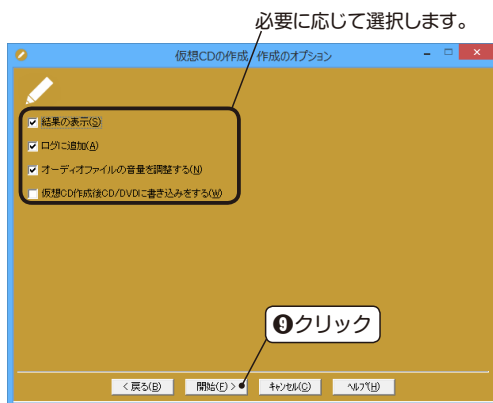 必要に応じて選択します。
仮想CDの作成 作成のオプション
結果の表示(S)
ログに追加(A)
オーディオファイルの音量を調整する(N)
仮想CD作成後CD/DVDに書き込みをする(W)
❾クリック
< 戻る(B) 開始(F) > キャンセル(C) ヘルプ(H)